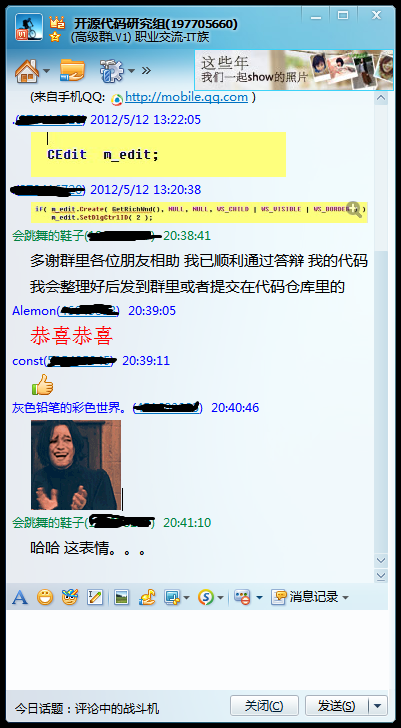 开源代码研究组(197705660)
(高级群LV1) 职业交流-IT族
这些年
我们一起show的照片
(来自手机QQ: http://mobile.qq.com )
2012/5/12 13:22:05
CEdit m_edit;
2012/5/12 13:20:38
if( m_edit.Create( GetRichWnd(), NULL, NULL, WS_CHILD | WS_VISIBLE | WS_BORDER
m_edit.SetDlgCtrlID( 2 );
会跳舞的鞋子( ) 20:38:41
多谢群里各位朋友相助 我已顺利通过答辩 我的代码
我会整理好后发到群里或者提交在代码仓库里的
Alemon( ) 20:39:05
恭喜恭喜
const( ) 20:39:11
灰色铅笔的彩色世界。( ) 20:40:46
会跳舞的鞋子( ) 20:41:10
哈哈 这表情。。。
消息记录
今日话题：评论中的战斗机
关闭(C)
发送(S)